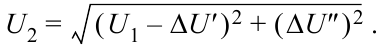 U₂ = √((U₁ – ΔU′)² + (ΔU″)²) .